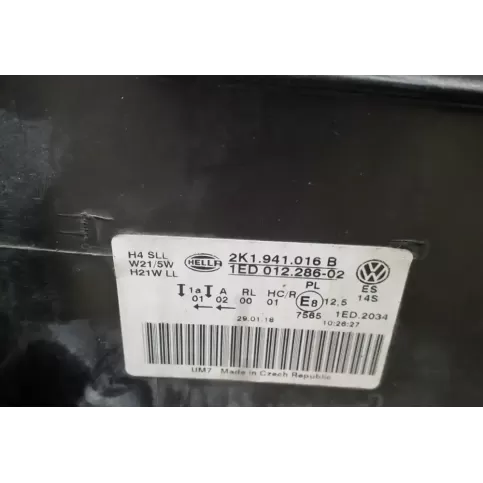 H4 SLL
W21/5W
H21W LL
HELLA
2K1.941.016 B
1ED 012.286-02
ES
14S
1a A RL HC/R PL
01 02 00 01 E8 12,5
7565 1ED.2034
29.01.16 10:26:27
UM7 Made in Czech Republic